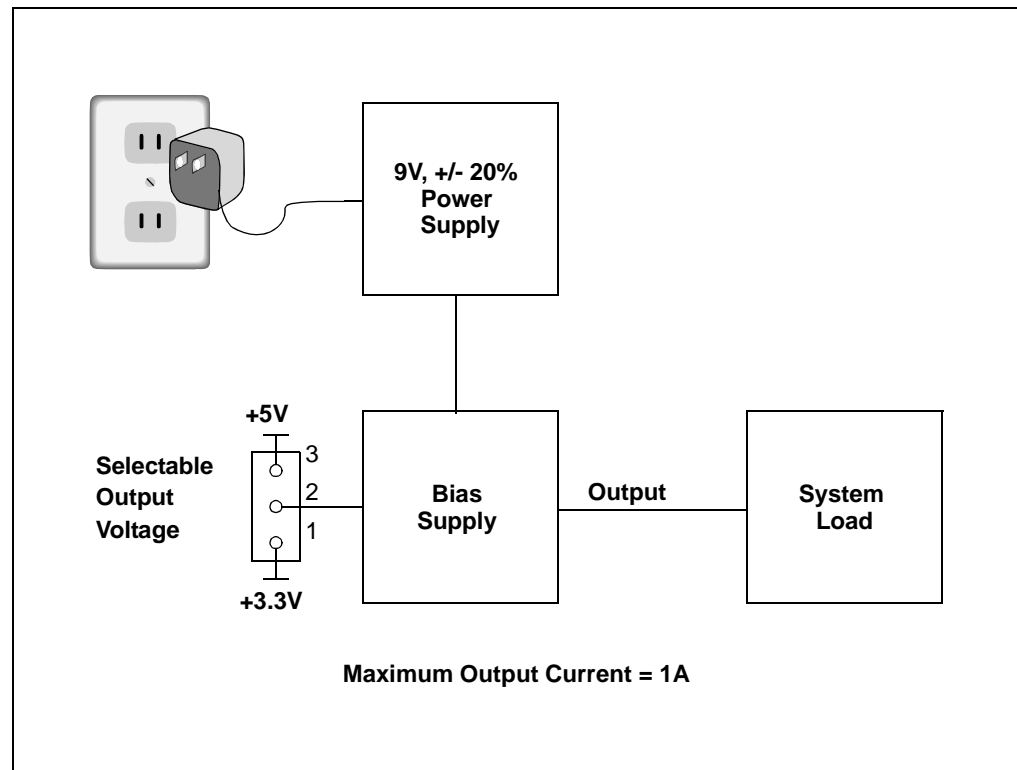 9V, +/- 20%
Power
Supply
+5V
3
2
1
Selectable
Output
Voltage
+3.3V
Bias
Supply
Output
System
Load
Maximum Output Current = 1A